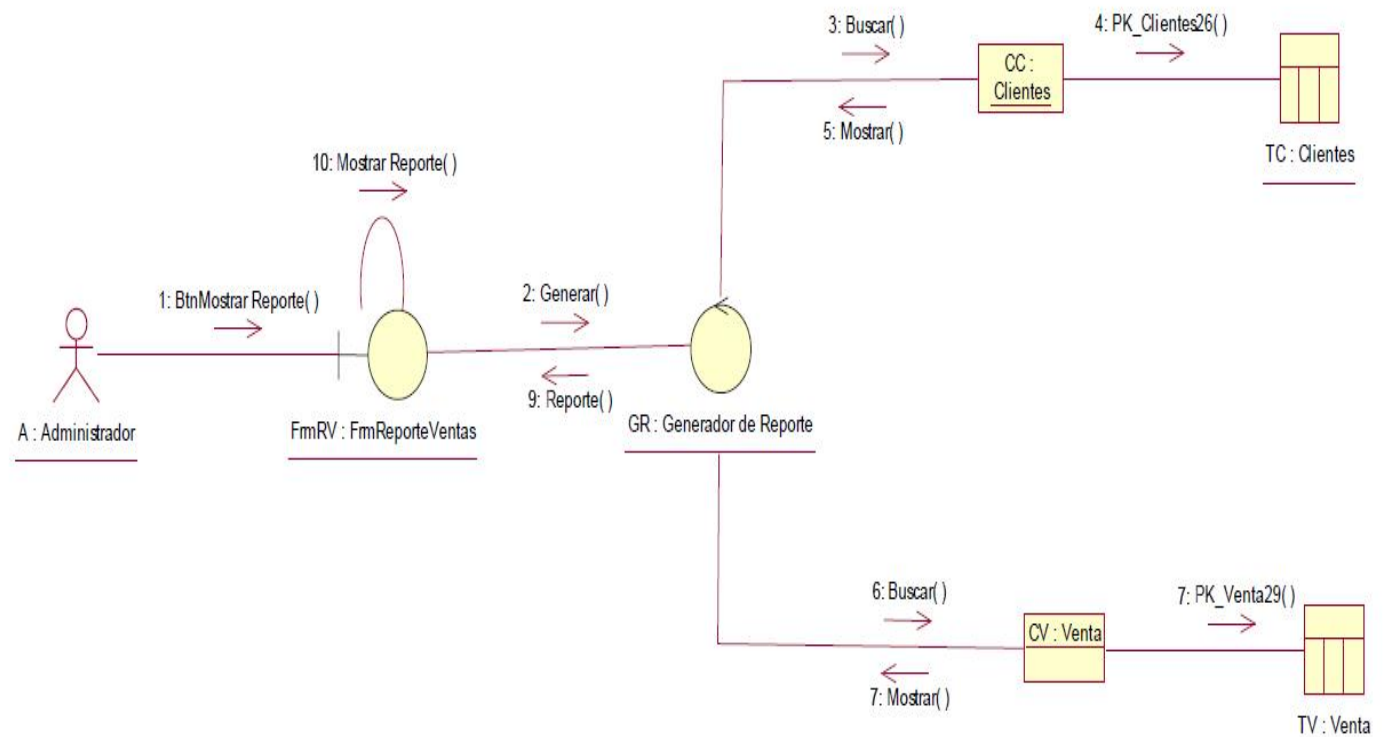 3: Buscar( )
4: PK_Clientes26( )
CC :
Clientes
5: Mostrar( )
TC : Clientes
10: Mostrar Reporte( )
1: BtnMostrar Reporte( )
2: Generar( )
9: Reporte( )
A : Administrador
FrmRV : FrmReporteVentas
GR : Generador de Reporte
6: Buscar( )
7: PK_Venta29( )
CV : Venta
7: Mostrar( )
TV : Venta